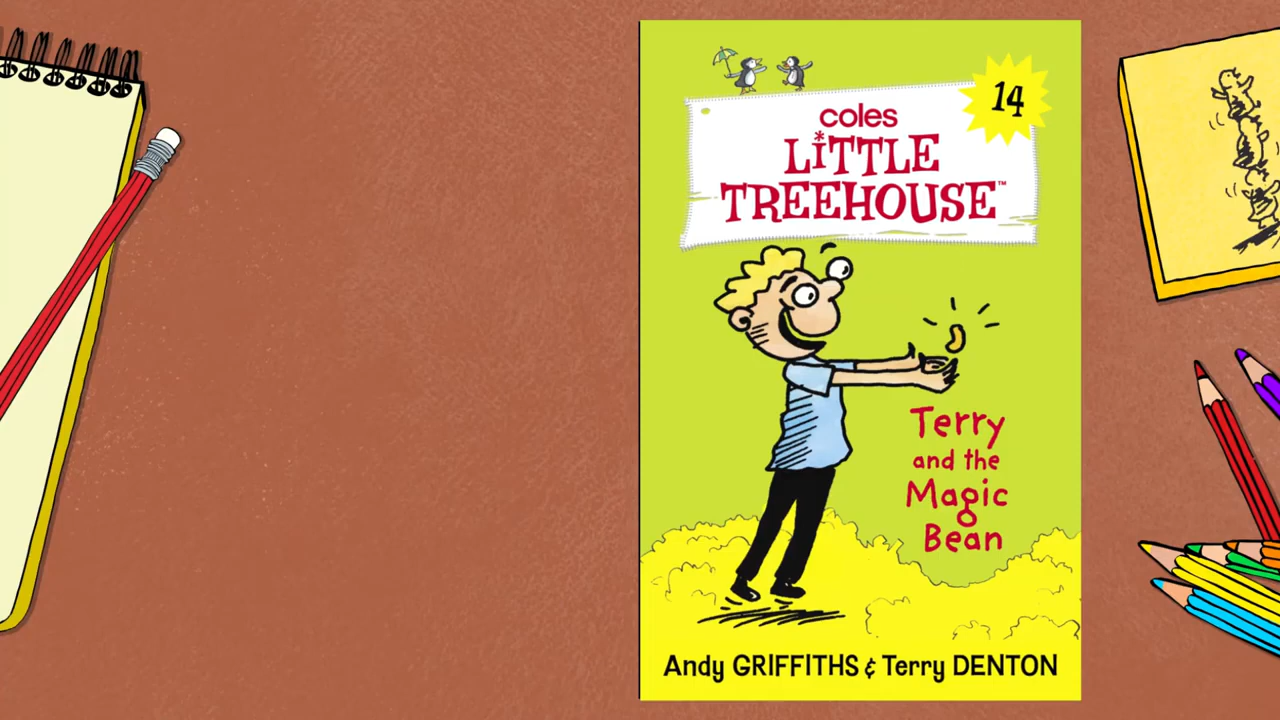 14
coles
LiTTLE
TREEHOUSE™
Terry
and the
Magic
Bean
Andy GRIFFITHS & Terry DENTON